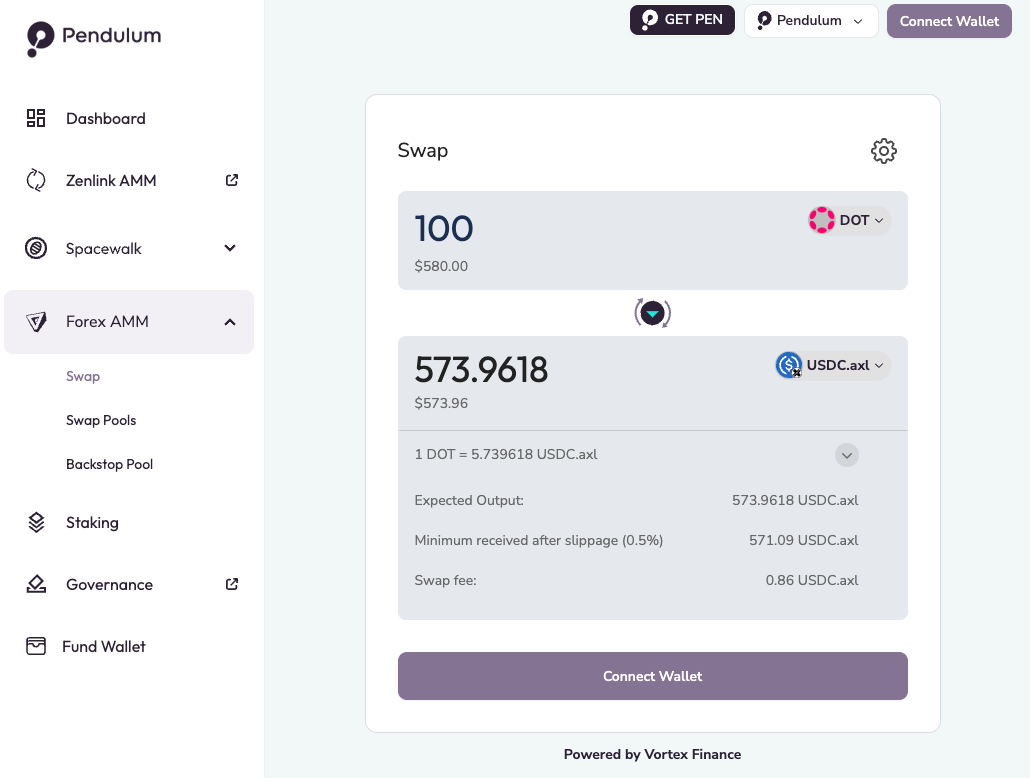 Pendulum
GET PEN
Pendulum
Connect Wallet
Dashboard
Zenlink AMM
Spacewalk
Forex AMM
Swap
Swap Pools
Backstop Pool
Staking
Governance
Fund Wallet
Swap
100
DOT
$580.00
573.9618
USDC.axl
$573.96
1 DOT = 5.739618 USDC.axl
Expected Output: 573.9618 USDC.axl
Minimum received after slippage (0.5%) 571.09 USDC.axl
Swap fee: 0.86 USDC.axl
Connect Wallet
Powered by Vortex Finance